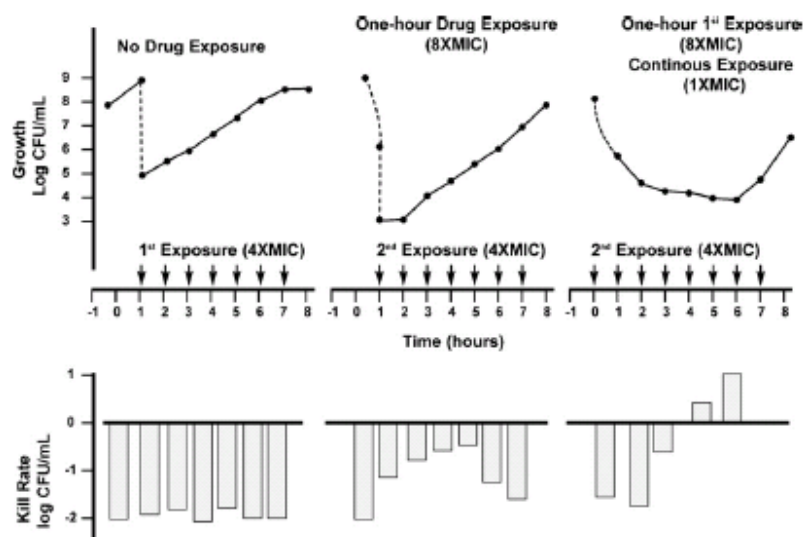 No Drug Exposure
One-hour Drug Exposure
(8XMIC)
One-hour 1st Exposure
(8XMIC)
Continous Exposure
(1XMIC)
Growth
Log CFU/mL
9
8
7
6
5
4
3
1st Exposure (4XMIC)
2nd Exposure (4XMIC)
2nd Exposure (4XMIC)
-1 0 1 2 3 4 5 6 7 8
-1 0 1 2 3 4 5 6 7 8
-1 0 1 2 3 4 5 6 7 8
Time (hours)
Kill Rate
log CFU/mL
1
0
-1
-2
0
0